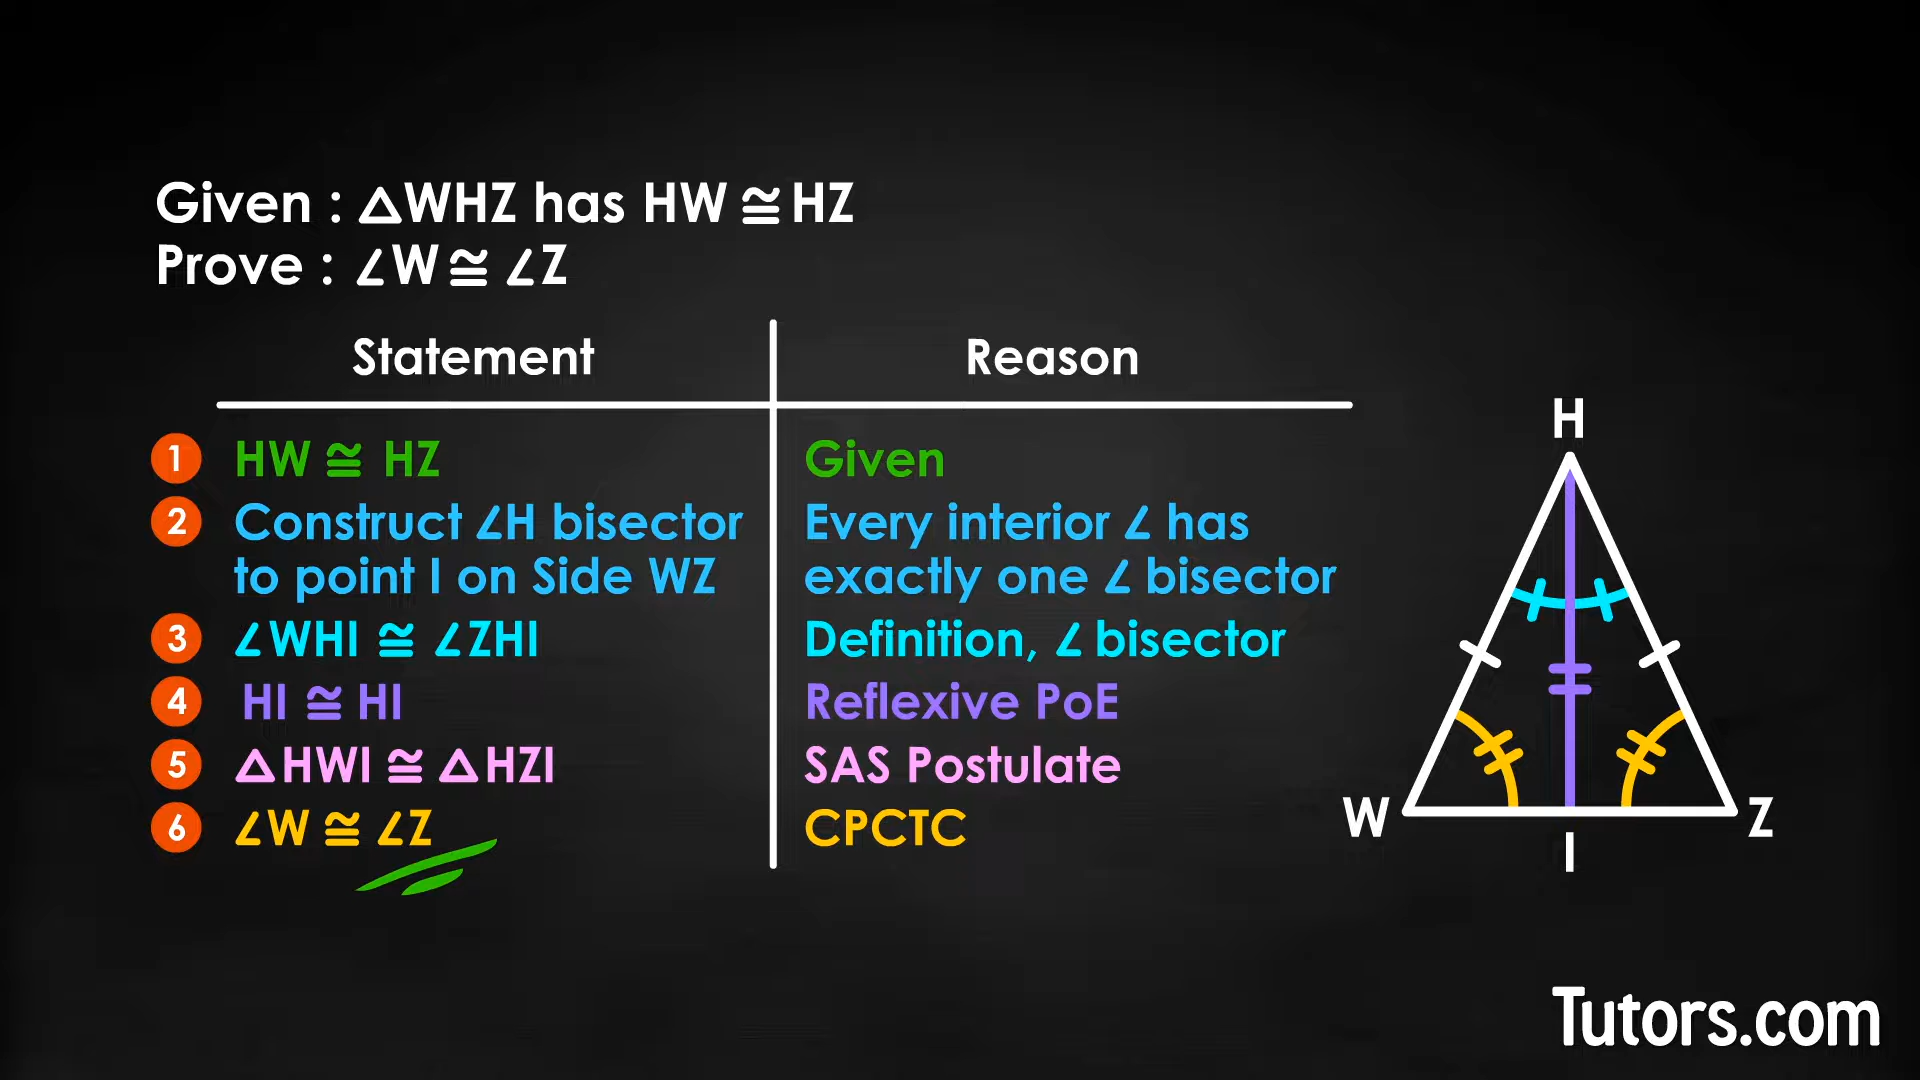 Given : △WHZ has HW ≅ HZ
Prove : ∠W ≅ ∠Z
Statement
Reason
1 HW ≅ HZ
Given
2 Construct ∠H bisector
to point I on Side WZ
Every interior ∠ has
exactly one ∠ bisector
3 ∠WHI ≅ ∠ZHI
Definition, ∠ bisector
4 HI ≅ HI
Reflexive PoE
5 △HWI ≅ △HZI
SAS Postulate
6 ∠W ≅ ∠Z
CPCTC
H
W
Z
I
Tutors.com